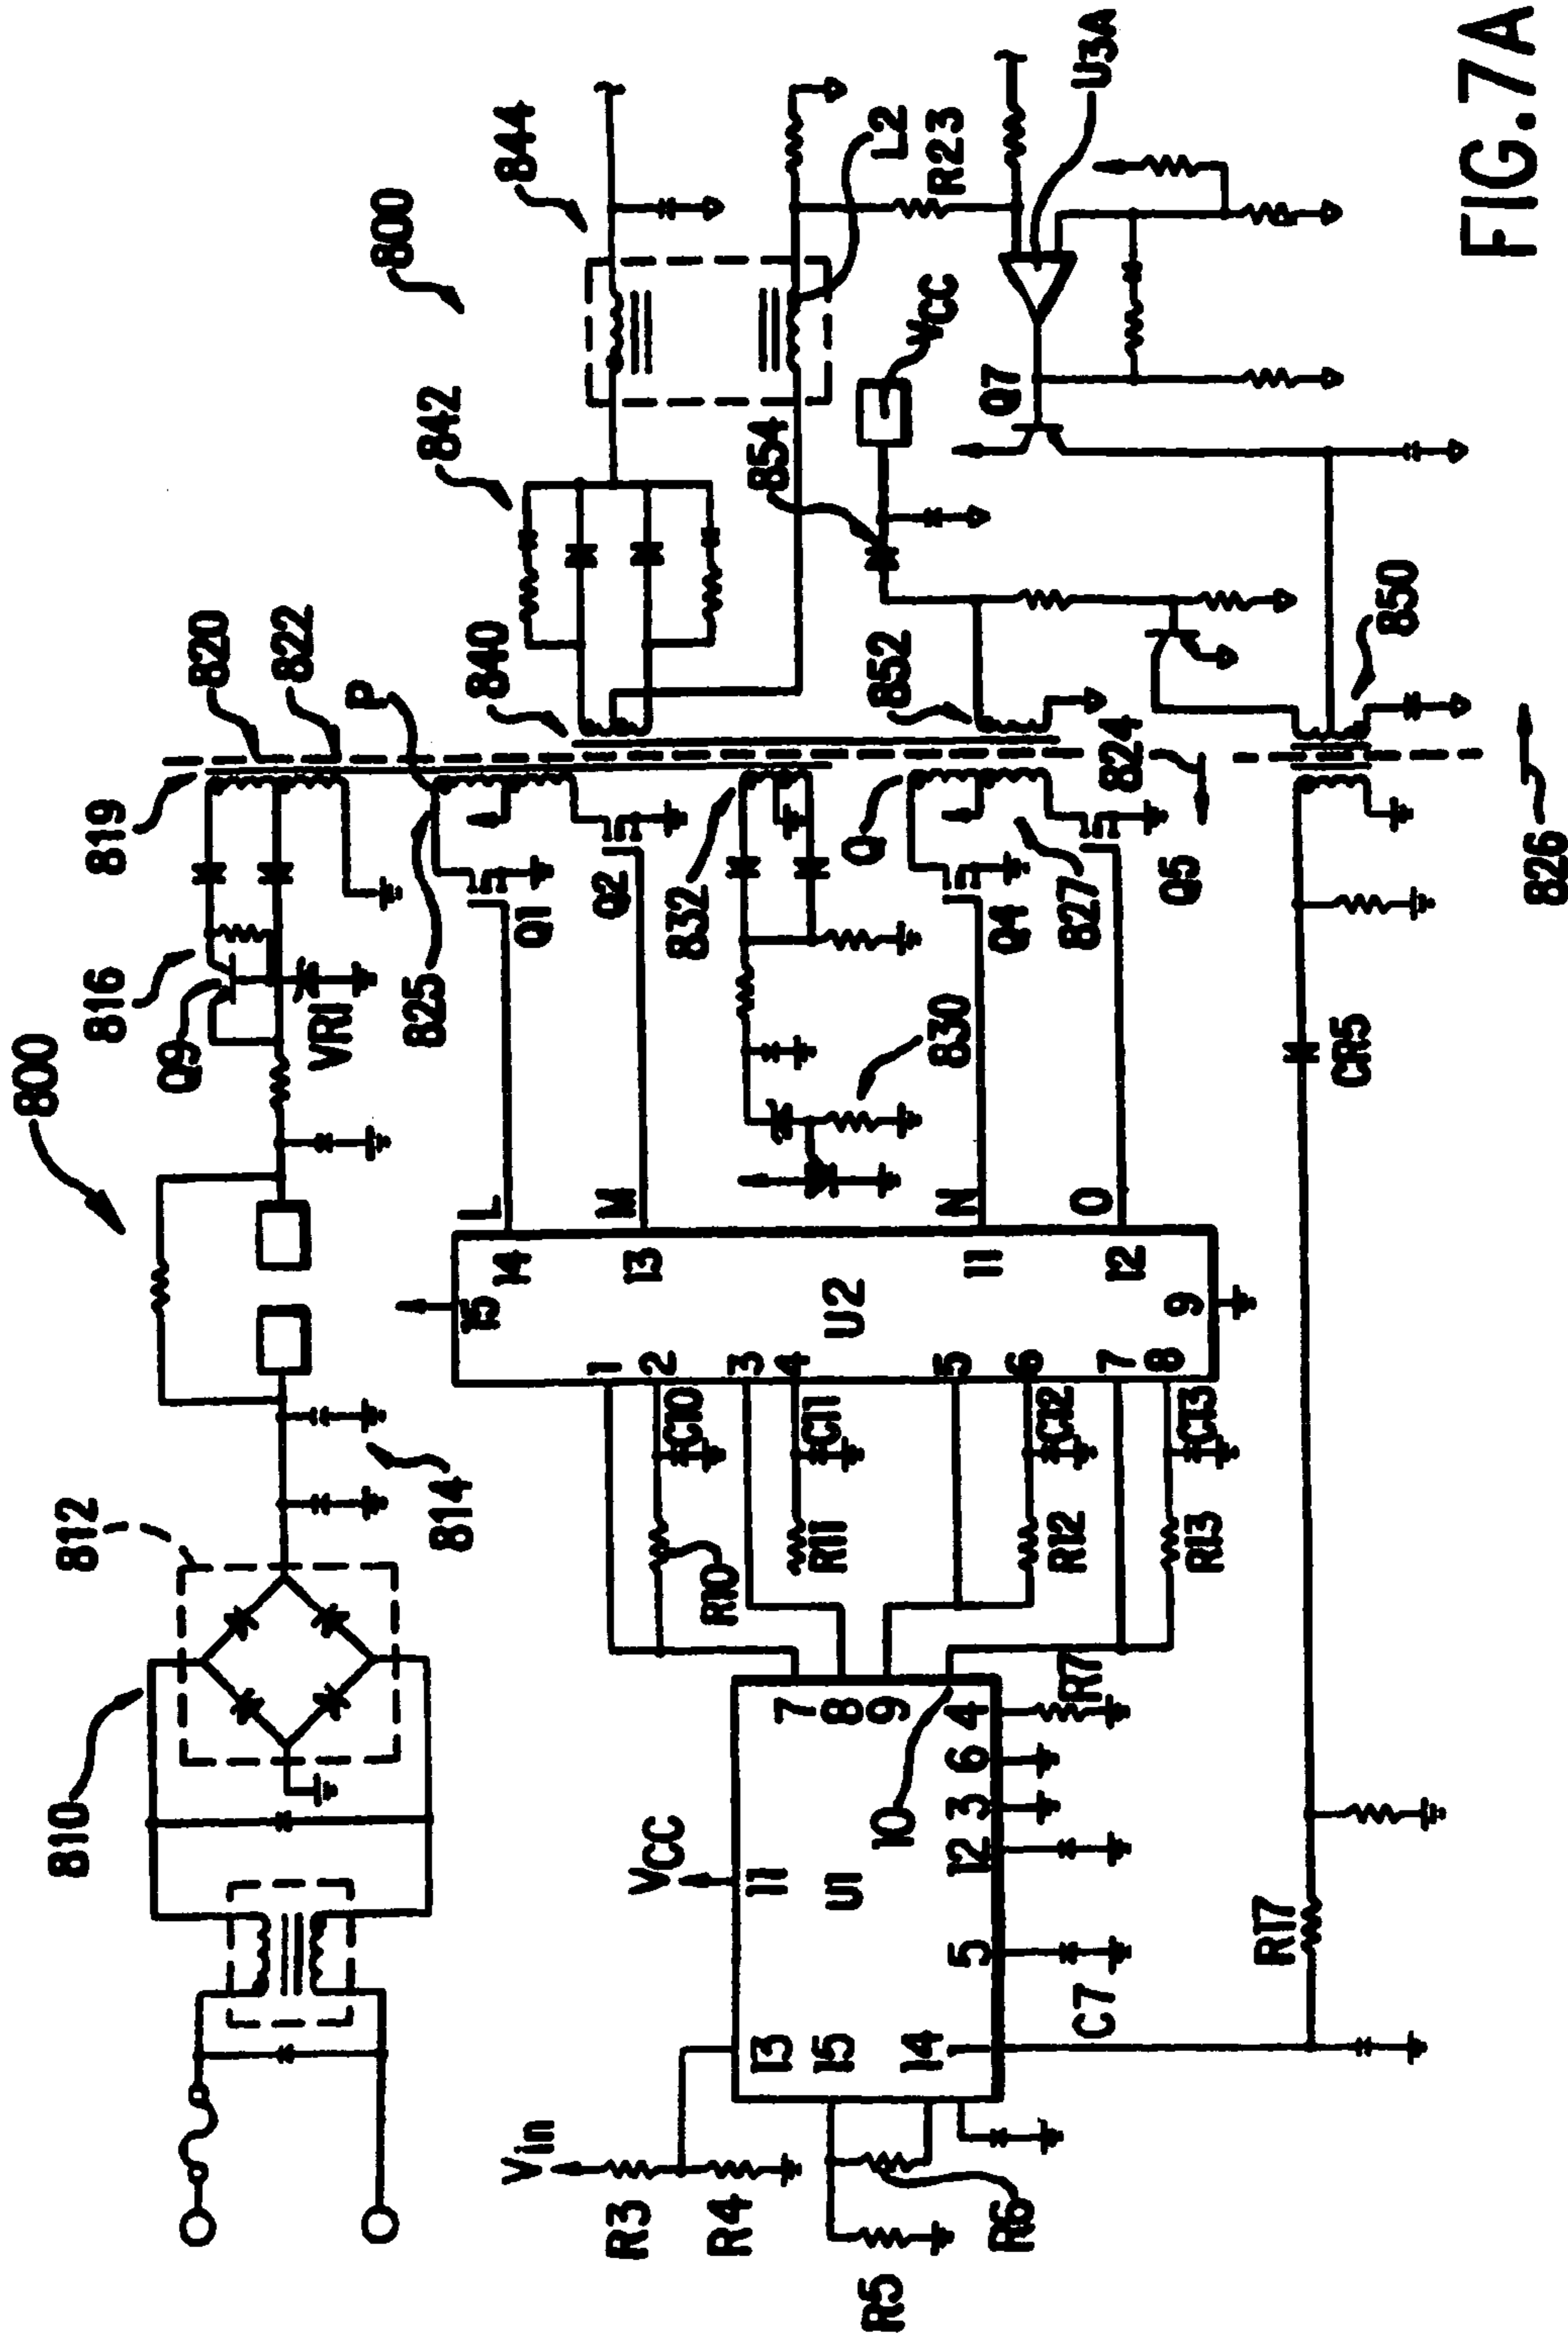 800
816
819
820
822
P
840
842
800
844
812
810
814
Q9
VR1
825
Q1
Q2
832
Q
Q4
827
824
Q5
852
854
VCC
L2
R23
U3A
Q7
850
826
830
CR5
L
M
N
O
15
14
13
11
12
9
U2
1
2
3
4
5
6
7
8
C10
C11
C12
C13
R10
R11
R12
R13
VCC
11
U1
7
8
9
10
4
6
3
12
5
14
15
13
R7
C7
R17
Vin
R3
R4
R5
R6
FIG.7A